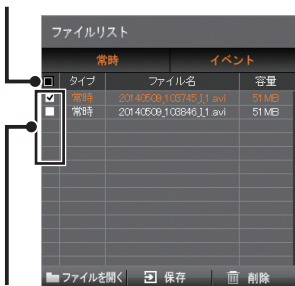 ファイルリスト
常時 イベント
タイプ ファイル名 容量
常時 20140509_103745_I_1.avi 51MB
常時 20140509_103846_I_1.avi 51MB
ファイルを開く 保存 削除